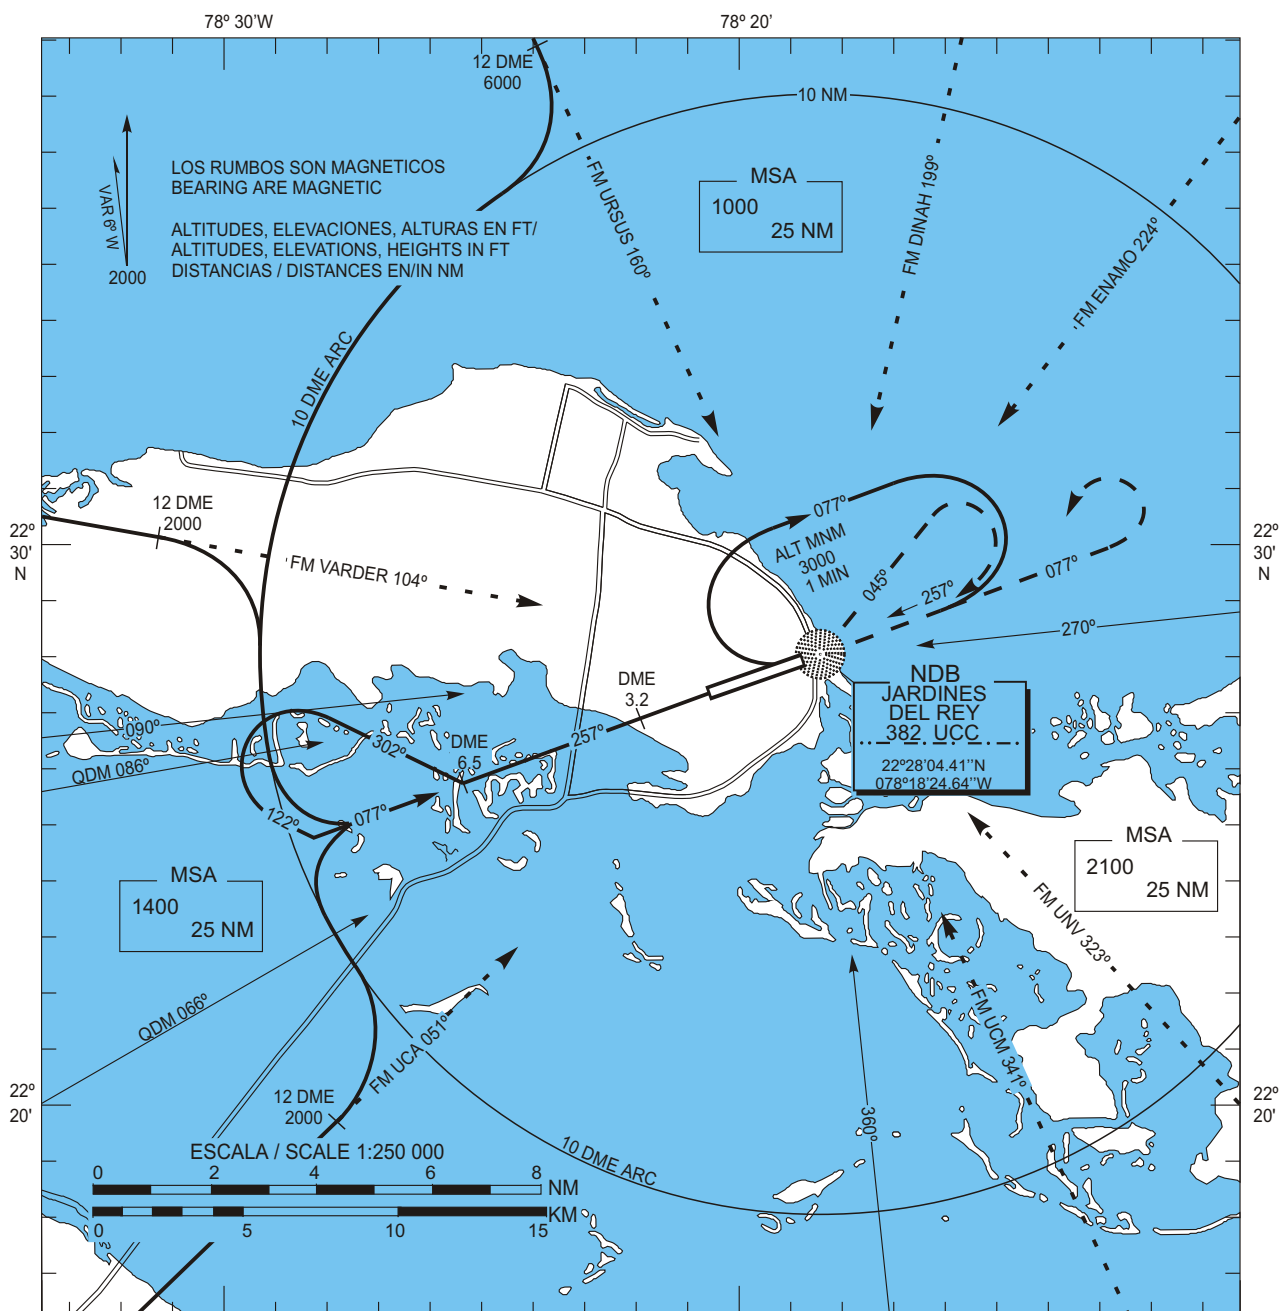 78º 30'W
78º 20'
12 DME
6000
10 NM
LOS RUMBOS SON MAGNETICOS
BEARING ARE MAGNETIC
VAR 6º W
2000
ALTITUDES, ELEVACIONES, ALTURAS EN FT/
ALTITUDES, ELEVATIONS, HEIGHTS IN FT
DISTANCIAS / DISTANCES EN/IN NM
MSA
1000
25 NM
FM URSUS 160º
FM DINAH 199º
FM ENAMO 224º
10 DME ARC
12 DME
2000
FM VARDER 104º
22º
30'
N
22º
30'
N
077º
ALT MNM
3000
1 MIN
045º
257º
077º
270º
DME
3.2
NDB
JARDINES
DEL REY
382 UCC
22º28'04.41''N
078º18'24.64''W
090º
QDM 086º
302º
DME
6.5
257º
122º
077º
MSA
1400
25 NM
MSA
2100
25 NM
FM UNV 323º
FM UCM 341º
QDM 066º
FM UCA 051º
360º
22º
20'
22º
20'
12 DME
2000
10 DME ARC
ESCALA / SCALE 1:250 000
0 2 4 6 8
NM
KM
0 5 10 15